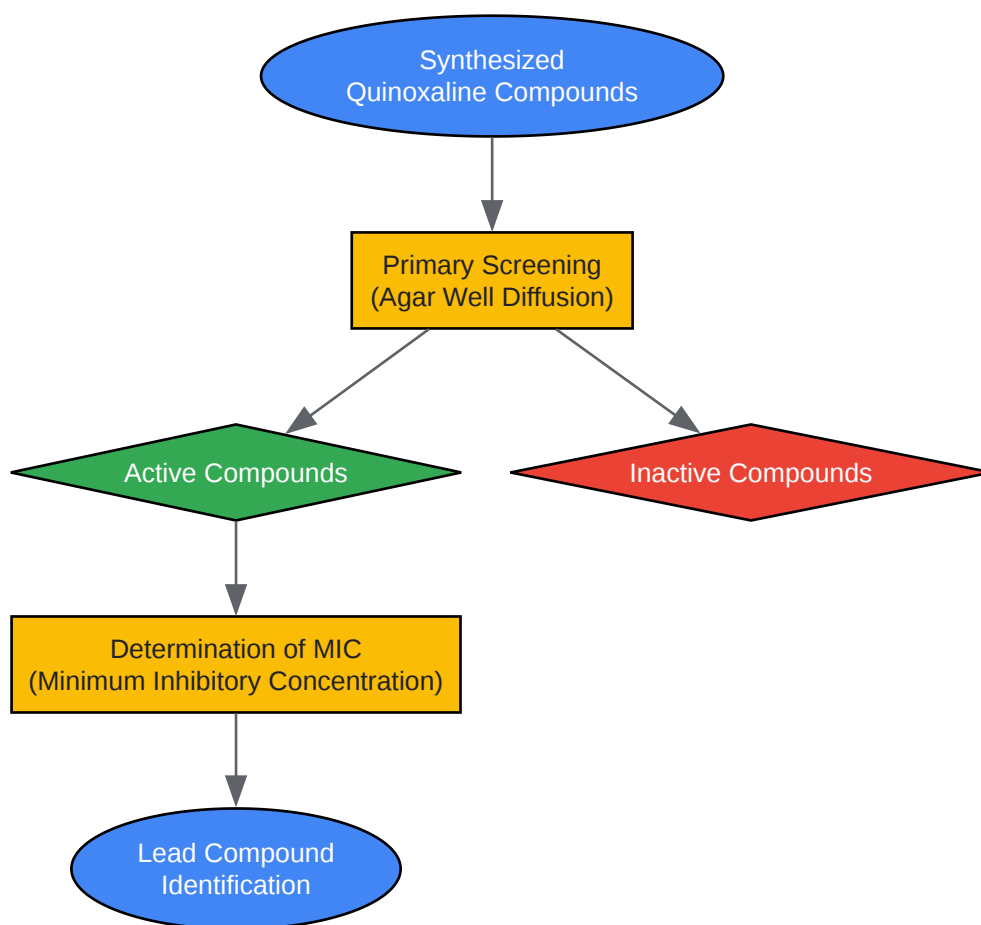 Synthesized
Quinoxaline Compounds
Primary Screening
(Agar Well Diffusion)
Active Compounds
Inactive Compounds
Determination of MIC
(Minimum Inhibitory Concentration)
Lead Compound
Identification